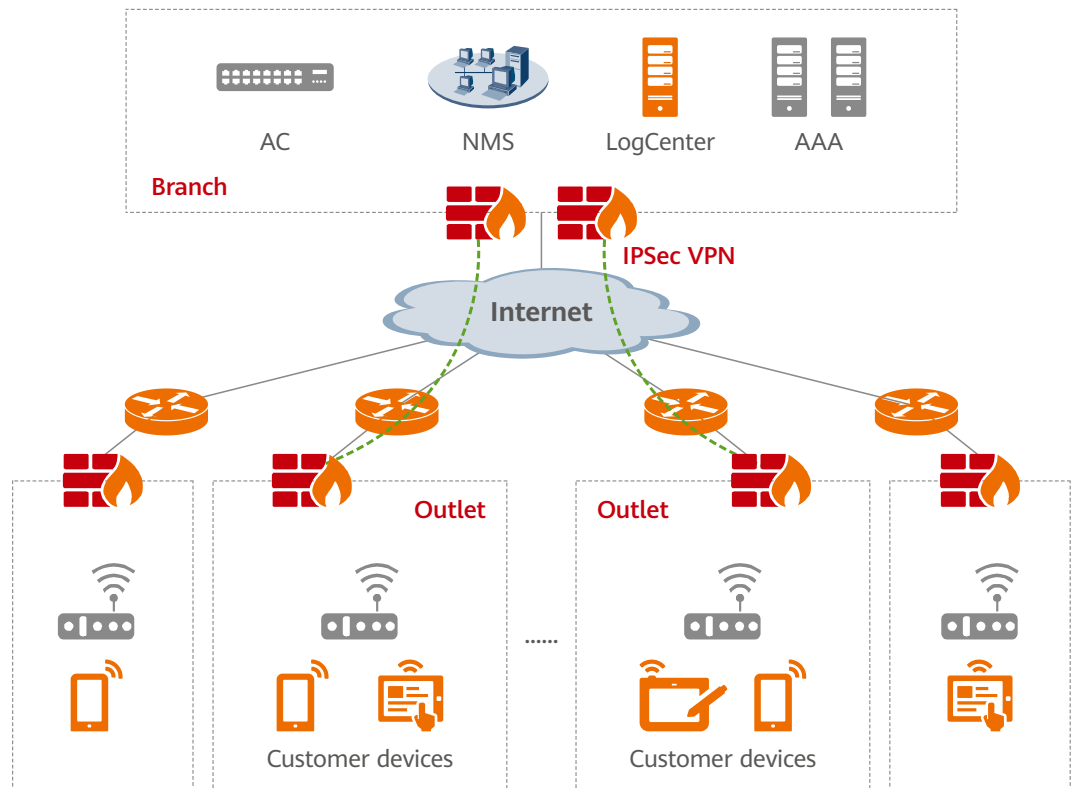 AC
NMS
LogCenter
AAA
Branch
IPSec VPN
Internet
Outlet
Outlet
......
Customer devices
Customer devices